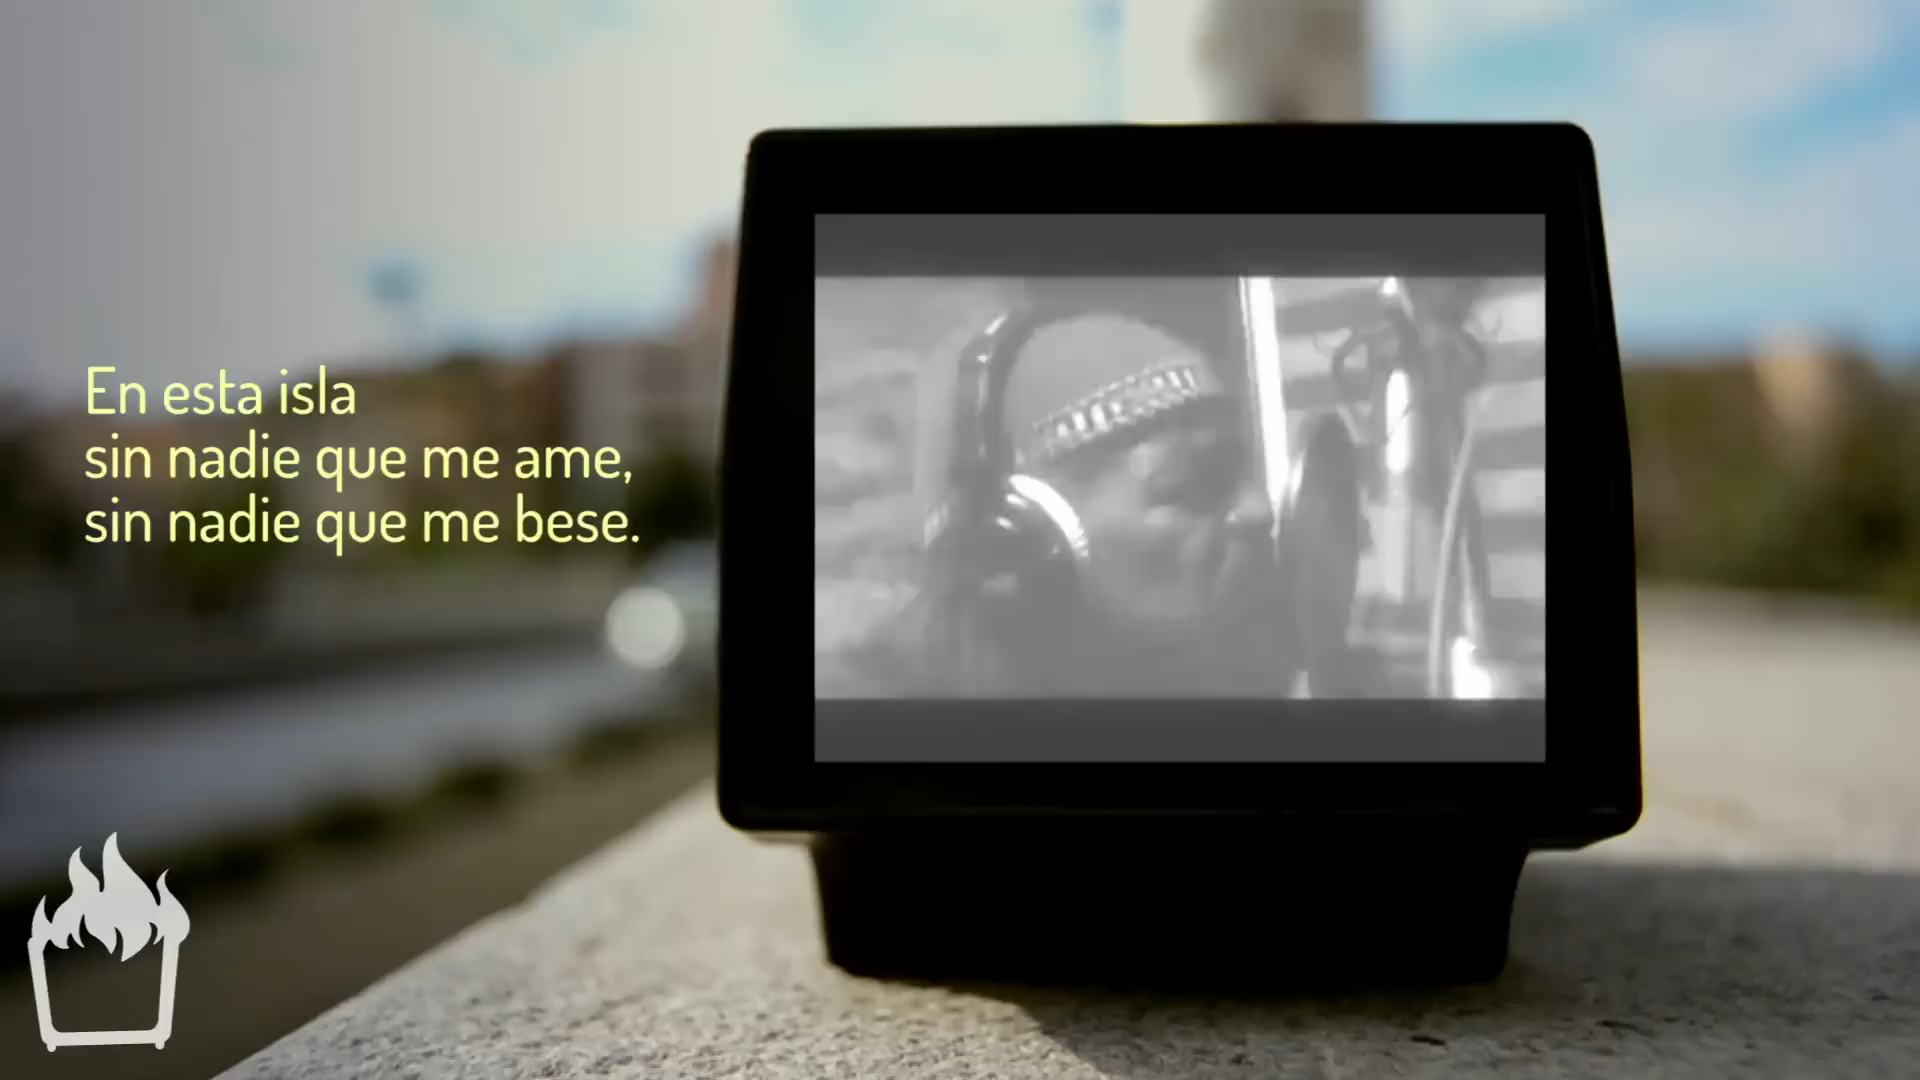 En esta isla
sin nadie que me ame,
sin nadie que me bese.